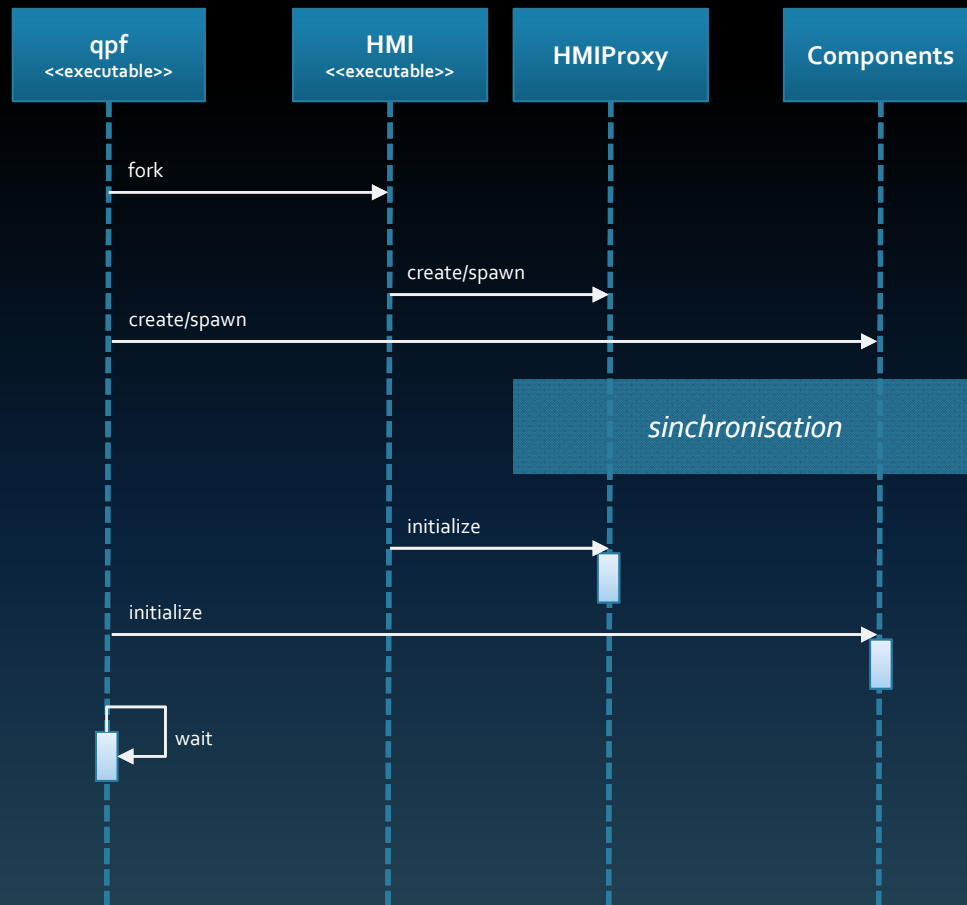 qpf
<<executable>>
HMI
<<executable>>
HMIProxy
Components
fork
create/spawn
create/spawn
sinchronisation
initialize
initialize
wait